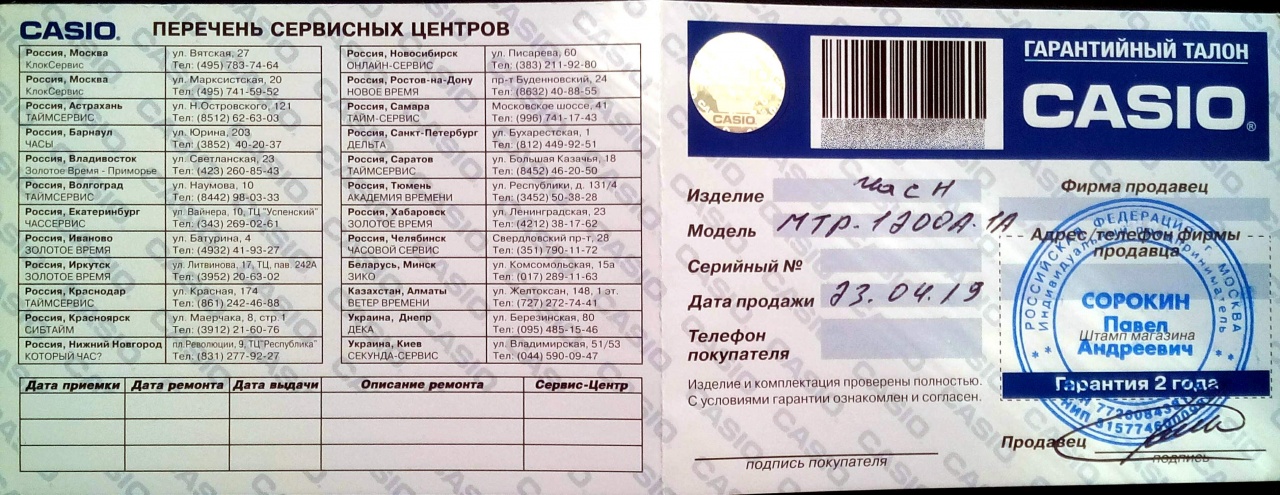 CASIO. ПЕРЕЧЕНЬ СЕРВИСНЫХ ЦЕНТРОВ
Россия, Москва ул. Вятская, 27
КлокСервис Тел: (495) 783-74-64
Россия, Москва ул. Марксистская, 20
КлокСервис Тел: (495) 741-59-52
Россия, Астрахань ул. Н.Островского, 121
ТАЙМСЕРВИС Тел: (8512) 62-63-03
Россия, Барнаул ул. Юрина, 203
ЧАСЫ Тел: (3852) 40-20-37
Россия, Владивосток ул. Светланская, 23
Золотое Время - Приморье Тел: (423) 260-85-43
Россия, Волгоград ул. Наумова, 10
ТАЙМСЕРВИС Тел: (8442) 98-03-33
Россия, Екатеринбург ул. Вайнера, 10, ТЦ "Успенский"
ЧАССЕРВИС Тел: (343) 269-02-61
Россия, Иваново ул. Батурина, 4
ЗОЛОТОЕ ВРЕМЯ Тел: (4932) 41-93-27
Россия, Иркутск ул. Литвинова, 17, ТЦ, пав. 242А
ЗОЛОТОЕ ВРЕМЯ Тел: (3952) 20-63-02
Россия, Краснодар ул. Красная, 174
ТАЙМСЕРВИС Тел: (861) 242-46-88
Россия, Красноярск ул. Маерчака, 8, стр.1
СИБТАЙМ Тел: (3912) 21-60-76
Россия, Нижний Новгород пл.Революции, 9, ТЦ"Республика"
КОТОРЫЙ ЧАС? Тел: (831) 277-92-27
Россия, Новосибирск ул. Писарева, 60
ОНЛАЙН-СЕРВИС Тел: (383) 211-92-80
Россия, Ростов-на-Дону пр-т Буденновский, 24
НОВОЕ ВРЕМЯ Тел: (8632) 40-88-55
Россия, Самара Московское шоссе, 41
ТАЙМ-СЕРВИС Тел: (996) 741-17-43
Россия, Санкт-Петербург ул. Бухарестская, 1
ДЕЛЬТА Тел: (812) 449-92-51
Россия, Саратов ул. Большая Казачья, 18
ТАЙМСЕРВИС Тел: (8452) 46-20-50
Россия, Тюмень ул. Республики, д. 131/4
АКАДЕМИЯ ВРЕМЕНИ Тел: (3452) 50-38-28
Россия, Хабаровск ул. Ленинградская, 23
ЗОЛОТОЕ ВРЕМЯ Тел: (4212) 38-17-62
Россия, Челябинск Свердловский пр-т, 28
ЧАСОВОЙ СЕРВИС Тел: (351) 790-11-72
Беларусь, Минск ул. Комсомольская, 15а
ЗИКО Тел: (017) 289-11-63
Казахстан, Алматы ул. Желтоксан, 148, 1 эт.
ВЕТЕР ВРЕМЕНИ Тел: (727) 272-74-41
Украина, Днепр ул. Березинская, 80
ДЕКА Тел: (095) 485-15-46
Украина, Киев ул. Владимирская, 51/53
СЕКУНДА-СЕРВИС Тел: (044) 590-09-47
Дата приемки Дата ремонта Дата выдачи Описание ремонта Сервис-Центр
CASIO
ГАРАНТИЙНЫЙ ТАЛОН
CASIO®
Изделие
Модель МТР-1200А-1А
Серийный №
Дата продажи 23.04.19
Телефон
покупателя
Изделие и комплектация проверены полностью.
С условиями гарантии ознакомлен и согласен.
подпись покупателя
Фирма продавец
Адрес/телефон фирмы
продавца
РОССИЙСКАЯ ФЕДЕРАЦИЯ МОСКВА
Индивидуальный предприниматель
СОРОКИН
Павел
Штамп магазина
Андреевич
Гарантия 2 года
Продавец
подпись